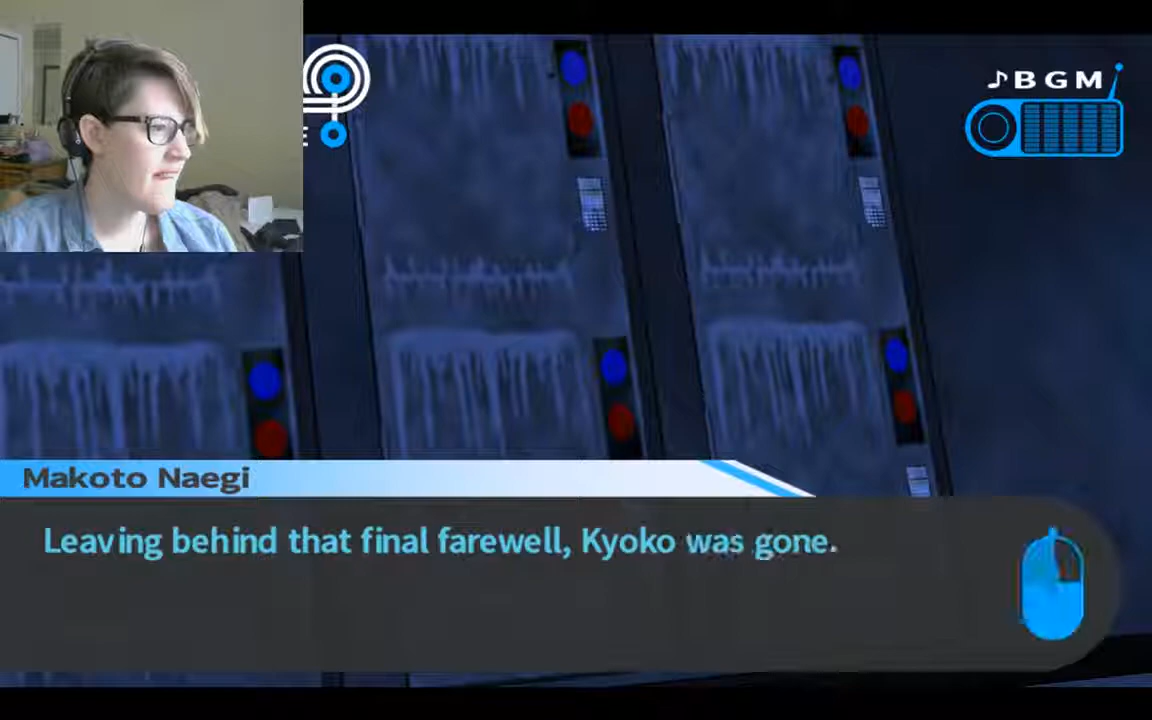 E
♪BGM
Makoto Naegi
Leaving behind that final farewell, Kyoko was gone.